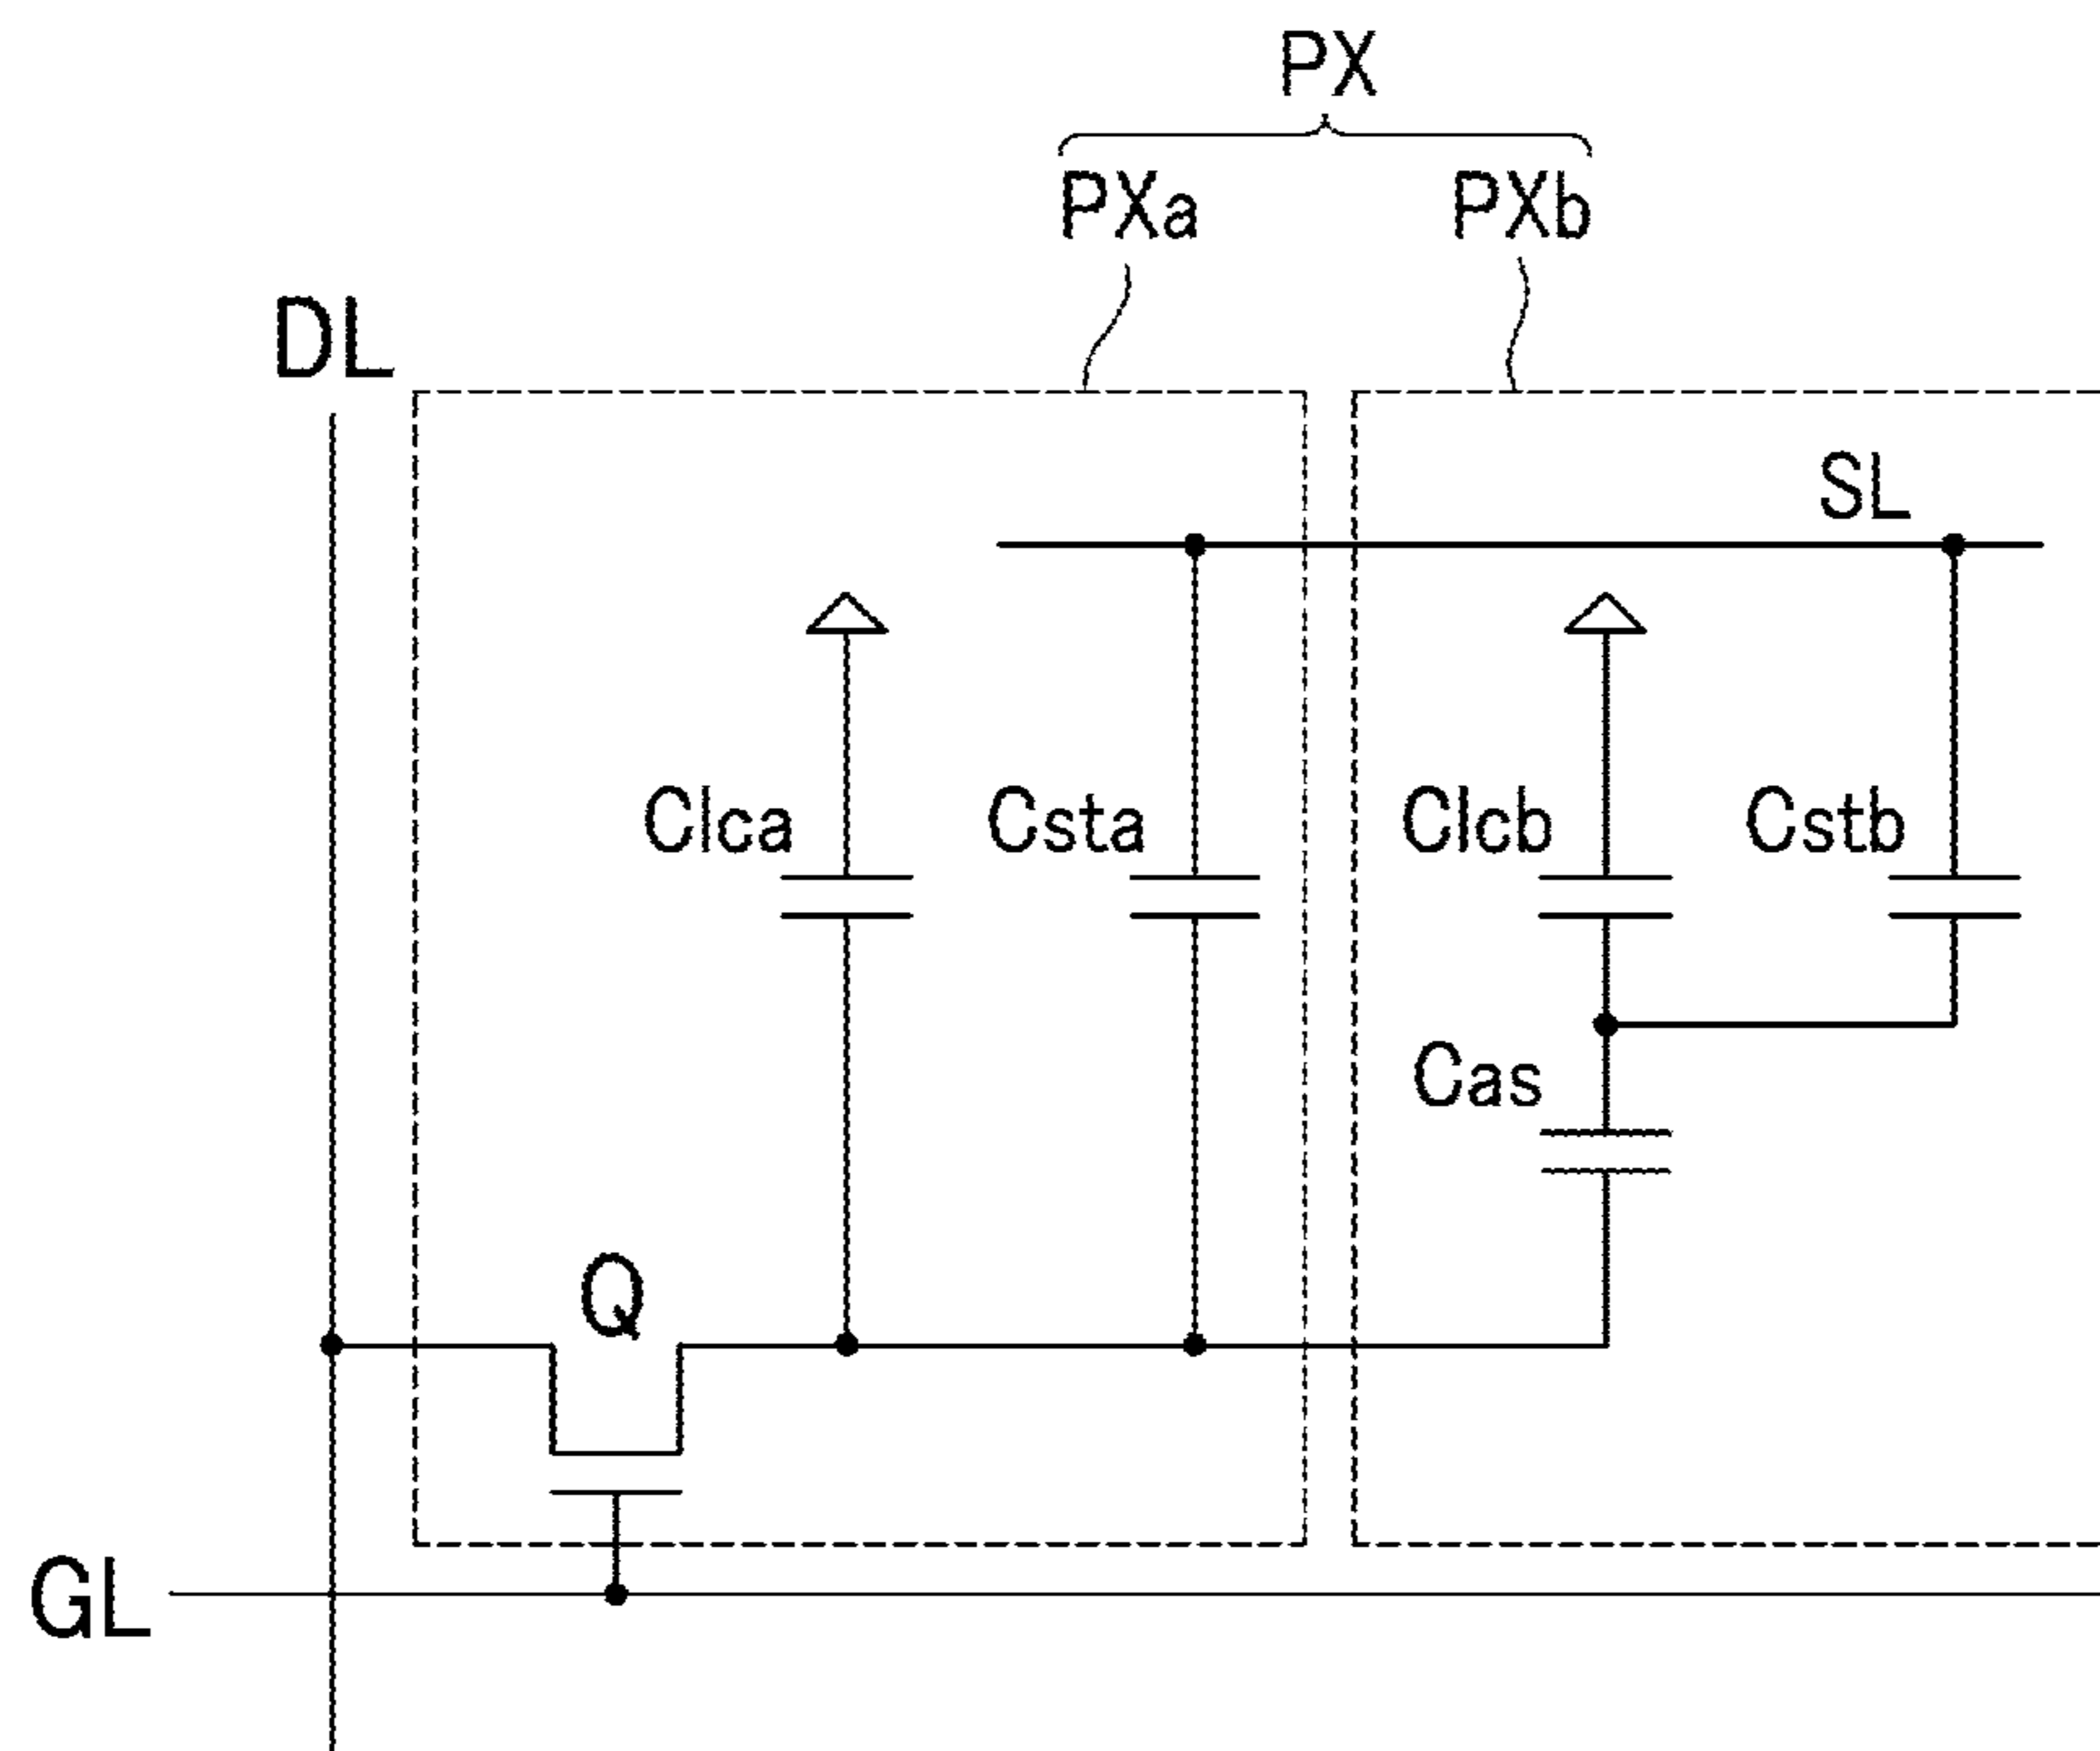 PX
PXa PXb
DL
SL
Clca Csta Clcb Cstb
Cas
Q
GL